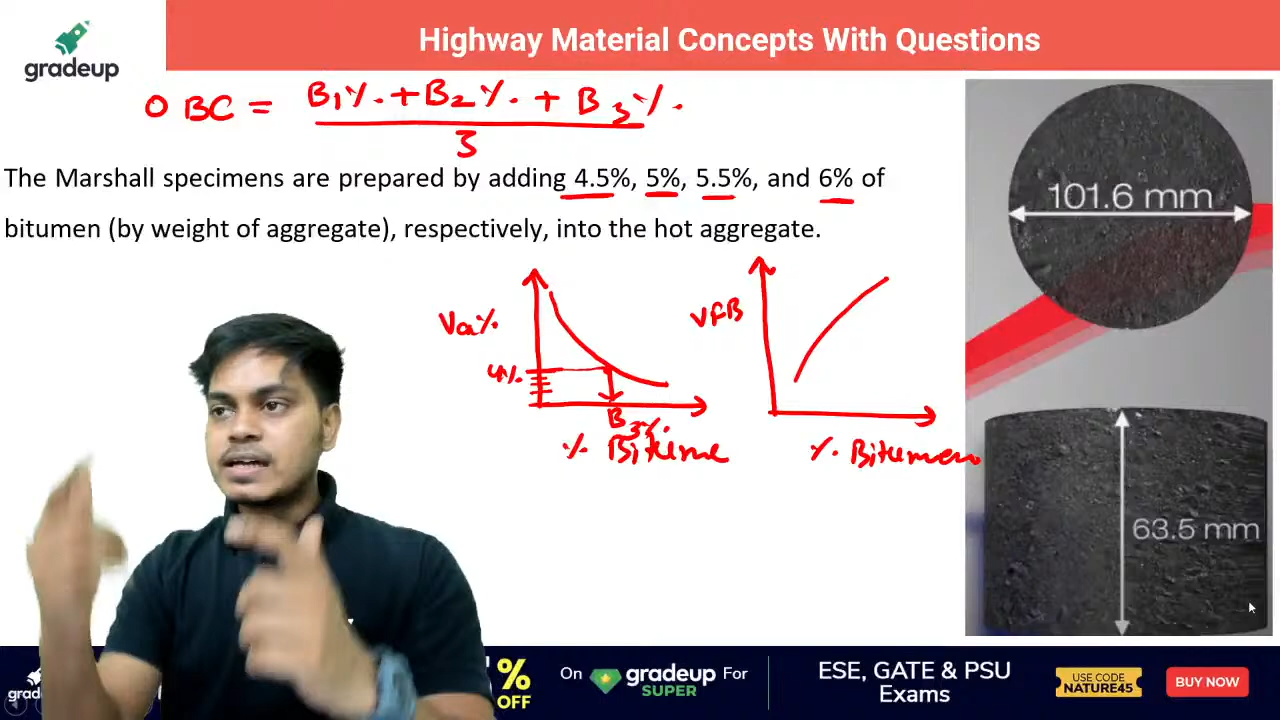 gradeup
Highway Material Concepts With Questions
OBC = B1%. + B2%. + B3%.
3
The Marshall specimens are prepared by adding 4.5%, 5%, 5.5%, and 6% of
bitumen (by weight of aggregate), respectively, into the hot aggregate.
101.6 mm
Va%
4%
B3%.
% Bitume
VFB
% Bitumen
63.5 mm
% OFF
On gradeup SUPER For
ESE, GATE & PSU Exams
USE CODE NATURE45
BUY NOW